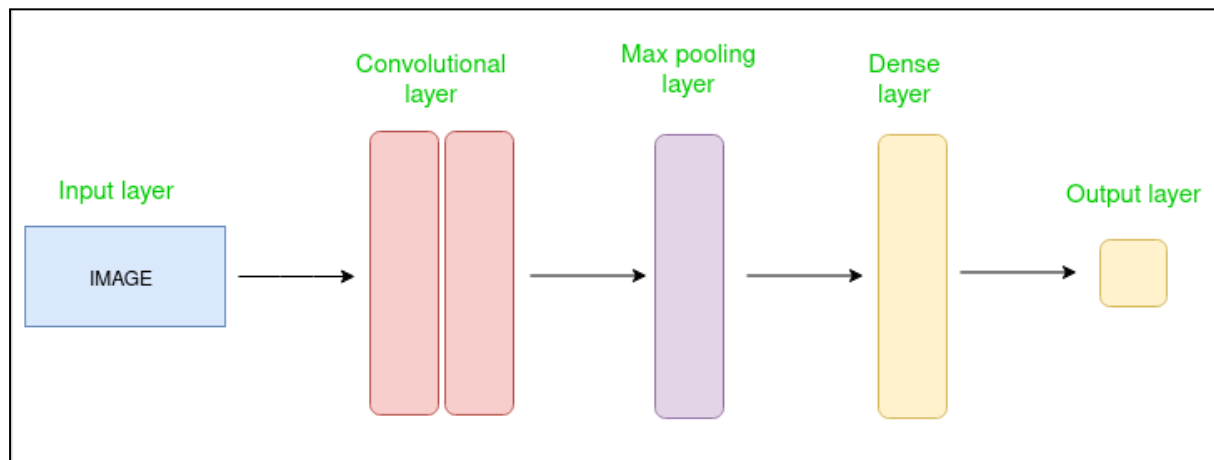 Input layer
IMAGE
Convolutional
layer
Max pooling
layer
Dense
layer
Output layer